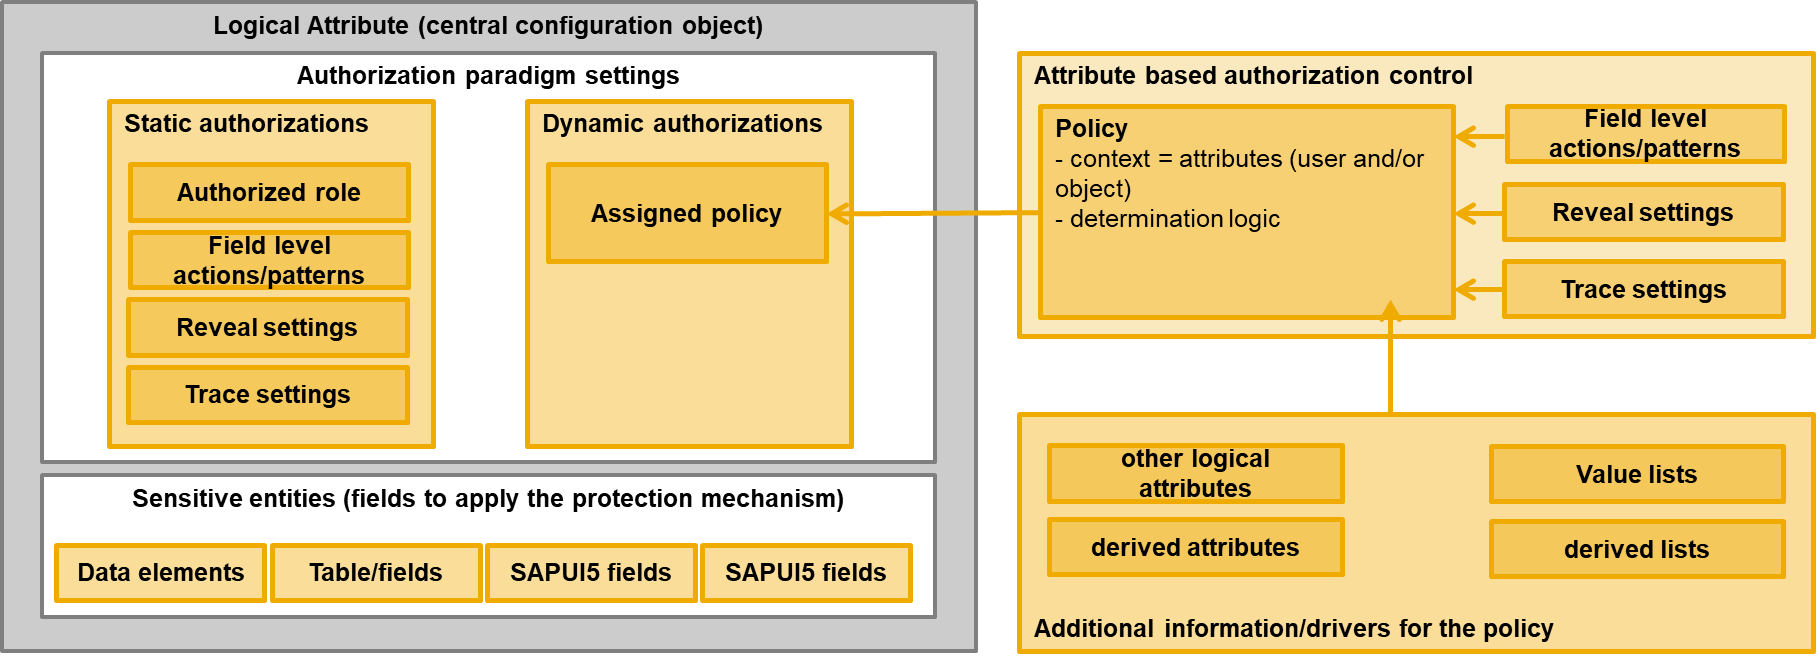 Logical Attribute (central configuration object)
Authorization paradigm settings
Static authorizations
Authorized role
Field level
actions/patterns
Reveal settings
Trace settings
Dynamic authorizations
Assigned policy
Sensitive entities (fields to apply the protection mechanism)
Data elements
Table/fields
SAPUI5 fields
SAPUI5 fields
Attribute based authorization control
Policy
- context = attributes (user and/or
object)
- determination logic
Field level
actions/patterns
Reveal settings
Trace settings
other logical
attributes
Value lists
derived attributes
derived lists
Additional information/drivers for the policy